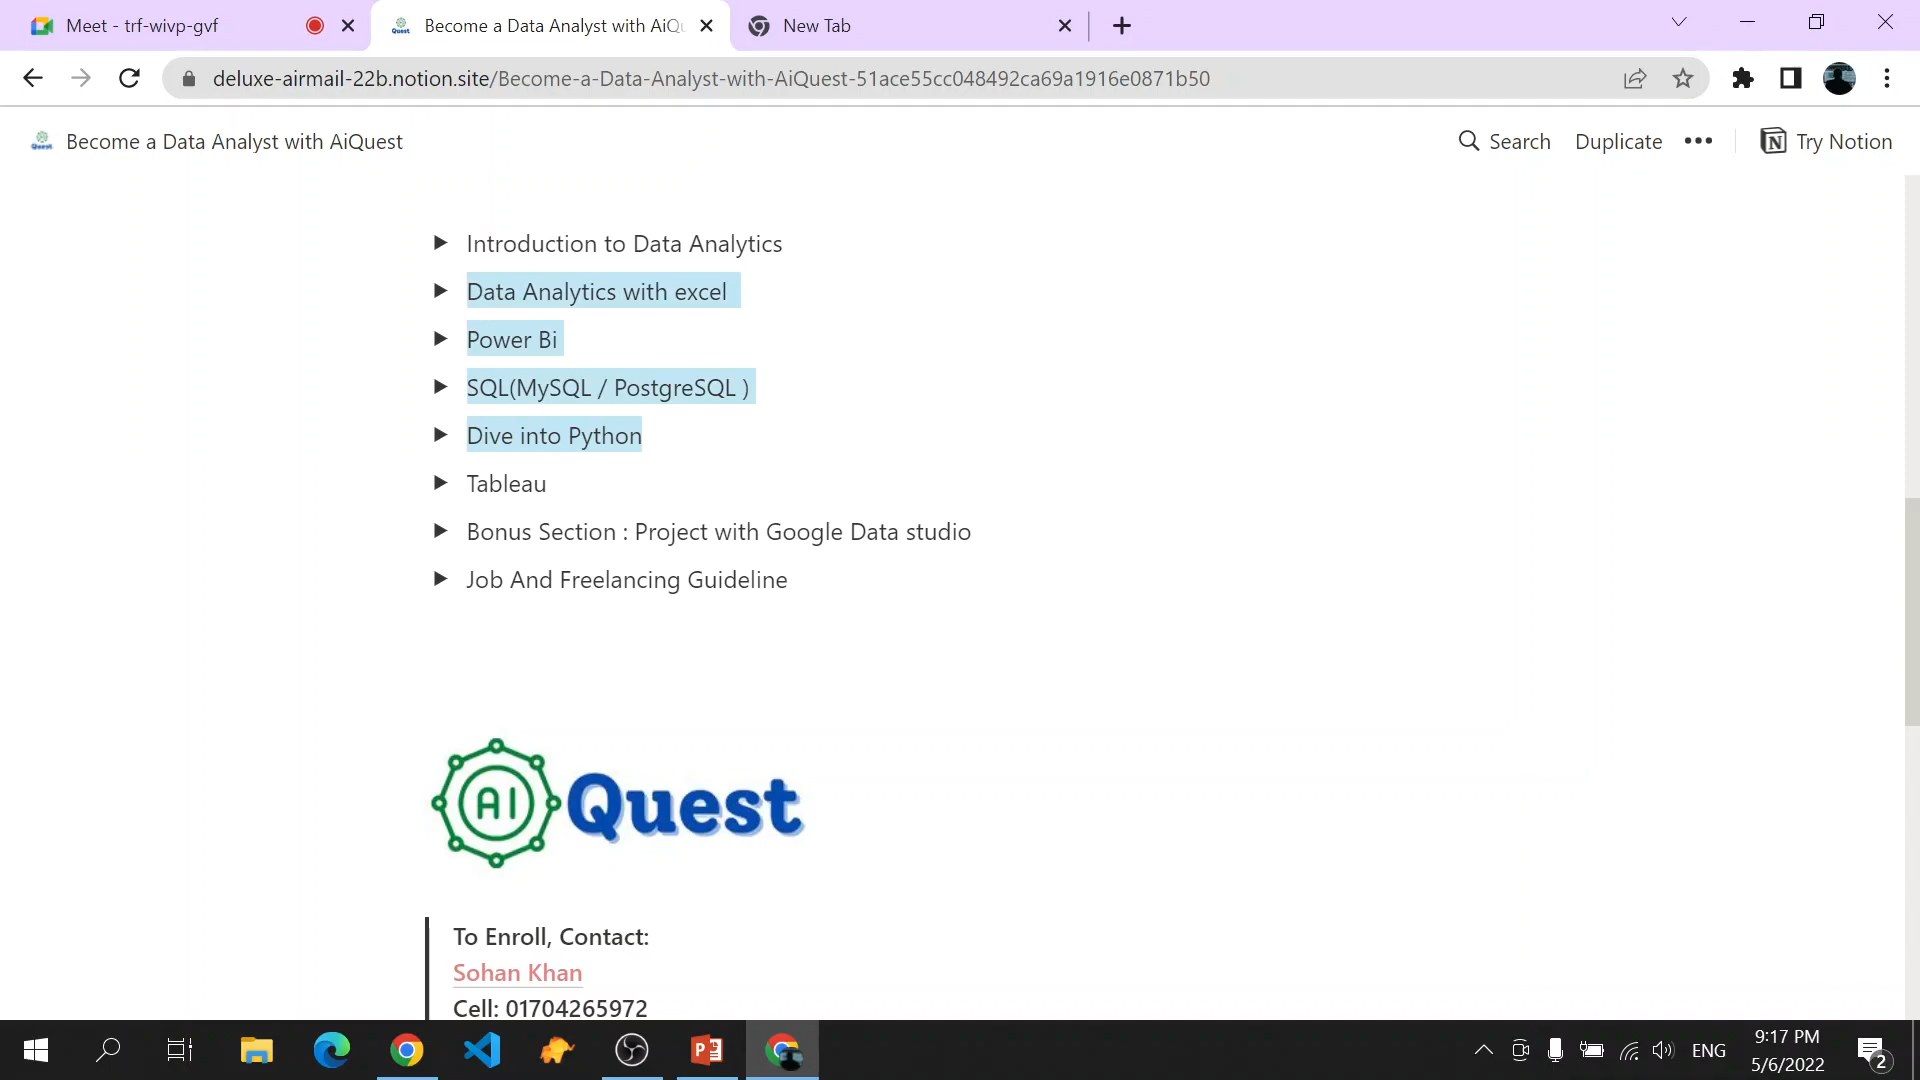 Meet - trf-wivp-gvf
Become a Data Analyst with AiQu
New Tab
deluxe-airmail-22b.notion.site/Become-a-Data-Analyst-with-AiQuest-51ace55cc048492ca69a1916e0871b50
Become a Data Analyst with AiQuest
Search Duplicate Try Notion
Introduction to Data Analytics
Data Analytics with excel
Power Bi
SQL(MySQL / PostgreSQL )
Dive into Python
Tableau
Bonus Section : Project with Google Data studio
Job And Freelancing Guideline
AI Quest
To Enroll, Contact:
Sohan Khan
Cell: 01704265972
ENG
9:17 PM
5/6/2022
2